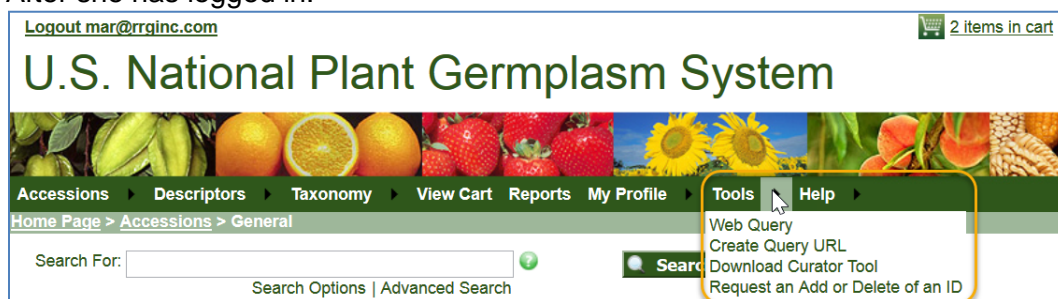 After she has logged in:
Logout mar@rrginc.com 2 items in cart
U.S. National Plant Germplasm System
Accessions Descriptors Taxonomy View Cart Reports My Profile Tools Help
Home Page > Accessions > General
Web Query
Create Query URL
Search For: Searc Download Curator Tool
Search Options | Advanced Search Request an Add or Delete of an ID